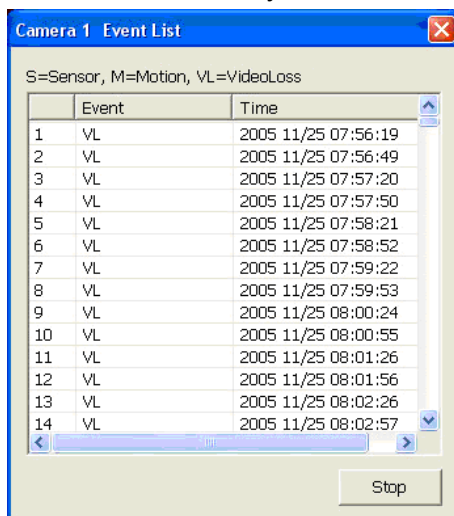 Camera 1 Event List
S=Sensor, M=Motion, VL=VideoLoss
Event Time
1 VL 2005 11/25 07:56:19
2 VL 2005 11/25 07:56:49
3 VL 2005 11/25 07:57:20
4 VL 2005 11/25 07:57:50
5 VL 2005 11/25 07:58:21
6 VL 2005 11/25 07:58:52
7 VL 2005 11/25 07:59:22
8 VL 2005 11/25 07:59:53
9 VL 2005 11/25 08:00:24
10 VL 2005 11/25 08:00:55
11 VL 2005 11/25 08:01:26
12 VL 2005 11/25 08:01:56
13 VL 2005 11/25 08:02:26
14 VL 2005 11/25 08:02:57
Stop